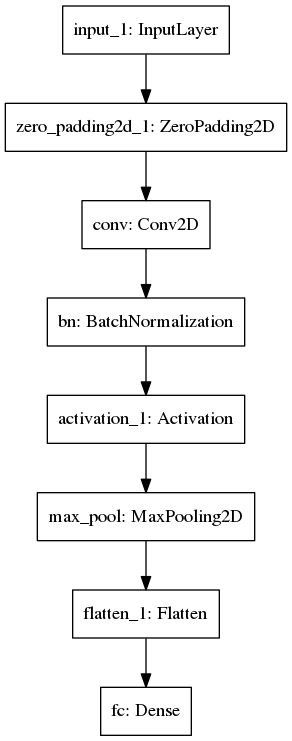 input_1: InputLayer
zero_padding2d_1: ZeroPadding2D
conv: Conv2D
bn: BatchNormalization
activation_1: Activation
max_pool: MaxPooling2D
flatten_1: Flatten
fc: Dense